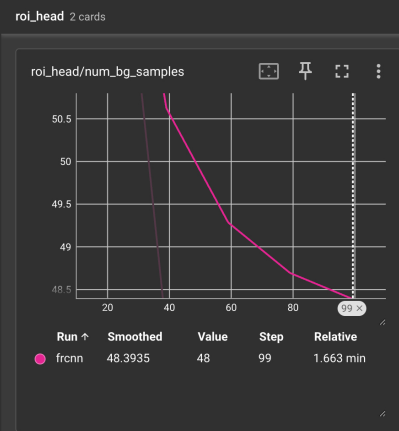 roi_head 2 cards
roi_head/num_bg_samples
50.5
50
49.5
49
48.5
20 40 60 80
99 ×
Run ↑ Smoothed Value Step Relative
frcnn 48.3935 48 99 1.663 min